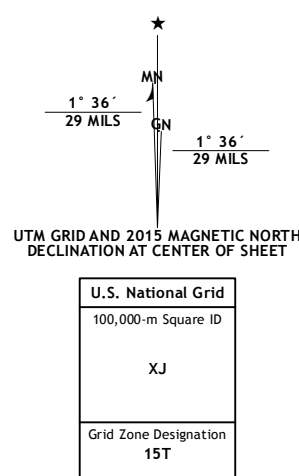 MN
1° 36´
29 MILS
GN
1° 36´
29 MILS
UTM GRID AND 2015 MAGNETIC NORTH
DECLINATION AT CENTER OF SHEET
U.S. National Grid
100,000-m Square ID
XJ
Grid Zone Designation
15T